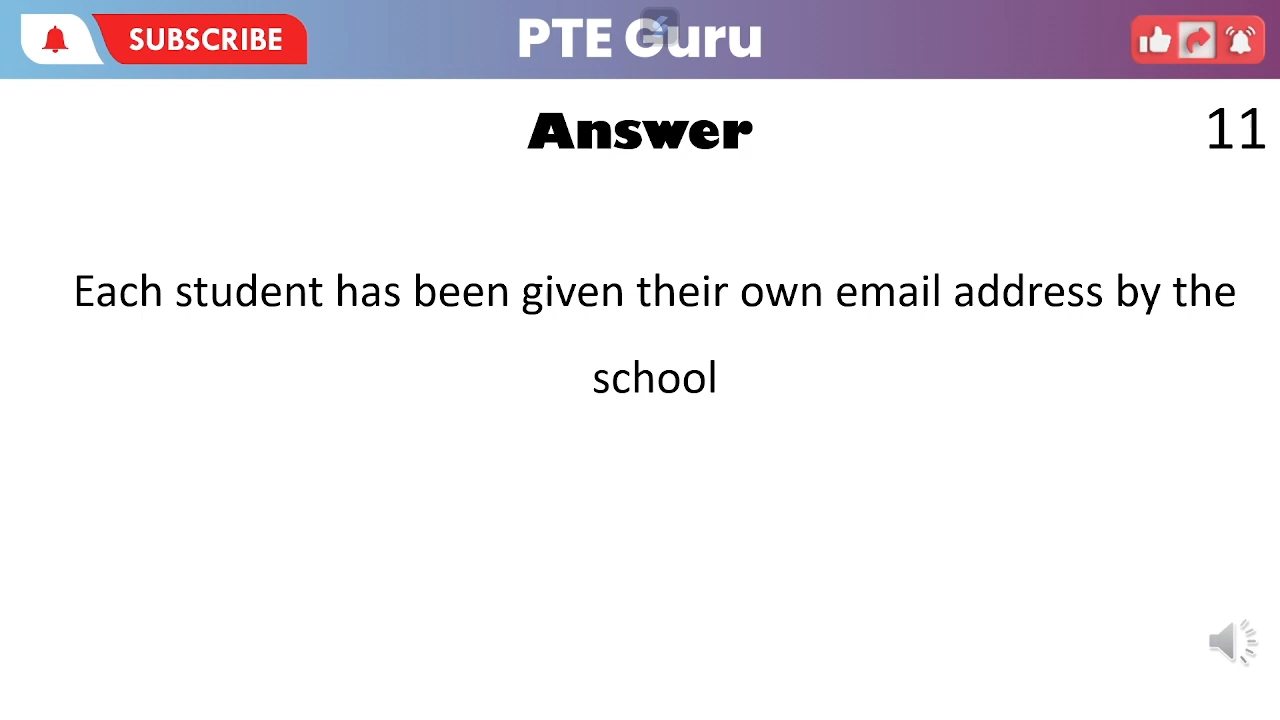 SUBSCRIBE
PTE Guru
Answer
11
Each student has been given their own email address by the
school